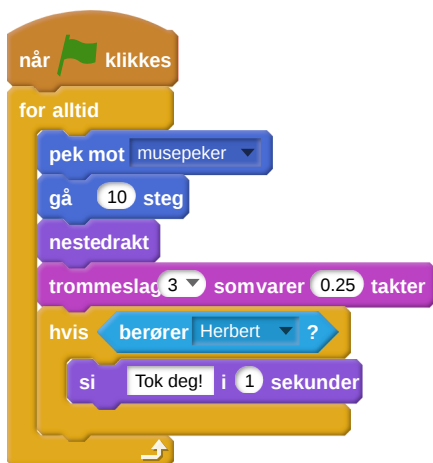 når klikkes
for alltid
pek mot musepeker
gå 10 steg
nestedrakt
trommeslag 3 somvarer 0.25 takter
hvis berører Herbert ?
si Tok deg! i 1 sekunder